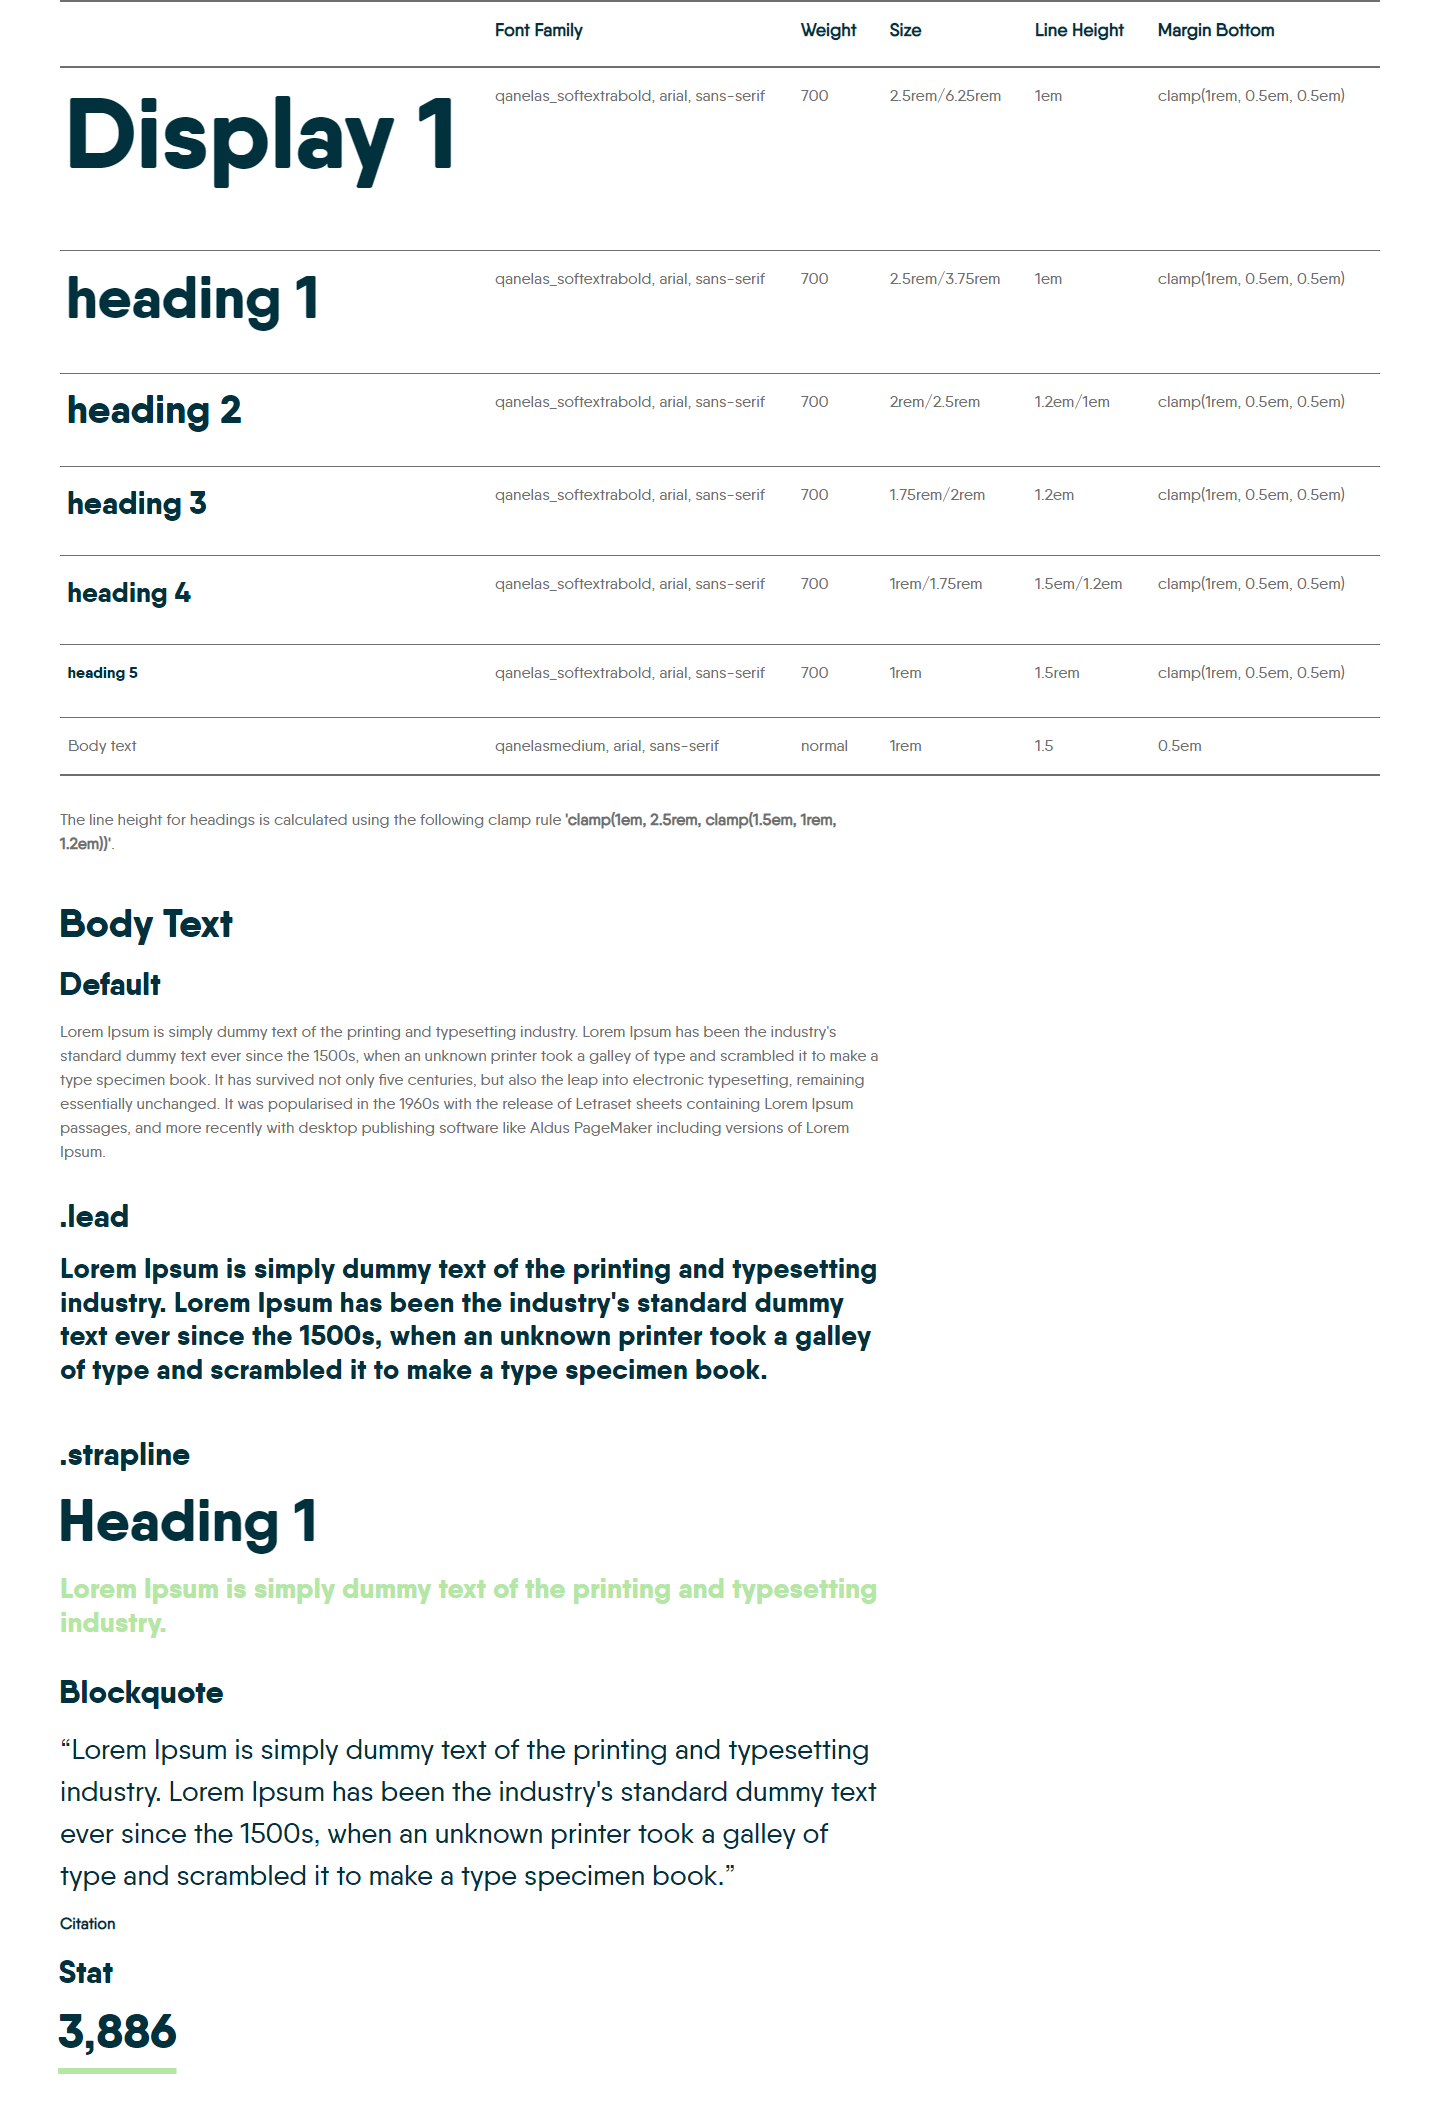 Font Family Weight Size Line Height Margin Bottom
Display 1 qanelas_softextrabold, arial, sans-serif 700 2.5rem/6.25rem 1em clamp(1rem, 0.5em, 0.5em)
heading 1 qanelas_softextrabold, arial, sans-serif 700 2.5rem/3.75rem 1em clamp(1rem, 0.5em, 0.5em)
heading 2 qanelas_softextrabold, arial, sans-serif 700 2rem/2.5rem 1.2em/1em clamp(1rem, 0.5em, 0.5em)
heading 3 qanelas_softextrabold, arial, sans-serif 700 1.75rem/2rem 1.2em clamp(1rem, 0.5em, 0.5em)
heading 4 qanelas_softextrabold, arial, sans-serif 700 1rem/1.75rem 1.5em/1.2em clamp(1rem, 0.5em, 0.5em)
heading 5 qanelas_softextrabold, arial, sans-serif 700 1rem 1.5rem clamp(1rem, 0.5em, 0.5em)
Body text qanelasmedium, arial, sans-serif normal 1rem 1.5 0.5em
The line height for headings is calculated using the following clamp rule 'clamp(1em, 2.5rem, clamp(1.5em, 1rem,
1.2em))'.
Body Text
Default
Lorem Ipsum is simply dummy text of the printing and typesetting industry. Lorem Ipsum has been the industry's
standard dummy text ever since the 1500s, when an unknown printer took a galley of type and scrambled it to make a
type specimen book. It has survived not only five centuries, but also the leap into electronic typesetting, remaining
essentially unchanged. It was popularised in the 1960s with the release of Letraset sheets containing Lorem Ipsum
passages, and more recently with desktop publishing software like Aldus PageMaker including versions of Lorem
Ipsum.
.lead
Lorem Ipsum is simply dummy text of the printing and typesetting
industry. Lorem Ipsum has been the industry's standard dummy
text ever since the 1500s, when an unknown printer took a galley
of type and scrambled it to make a type specimen book.
.strapline
Heading 1
Lorem Ipsum is simply dummy text of the printing and typesetting
industry.
Blockquote
“Lorem Ipsum is simply dummy text of the printing and typesetting
industry. Lorem Ipsum has been the industry's standard dummy text
ever since the 1500s, when an unknown printer took a galley of
type and scrambled it to make a type specimen book.”
Citation
Stat
3,886